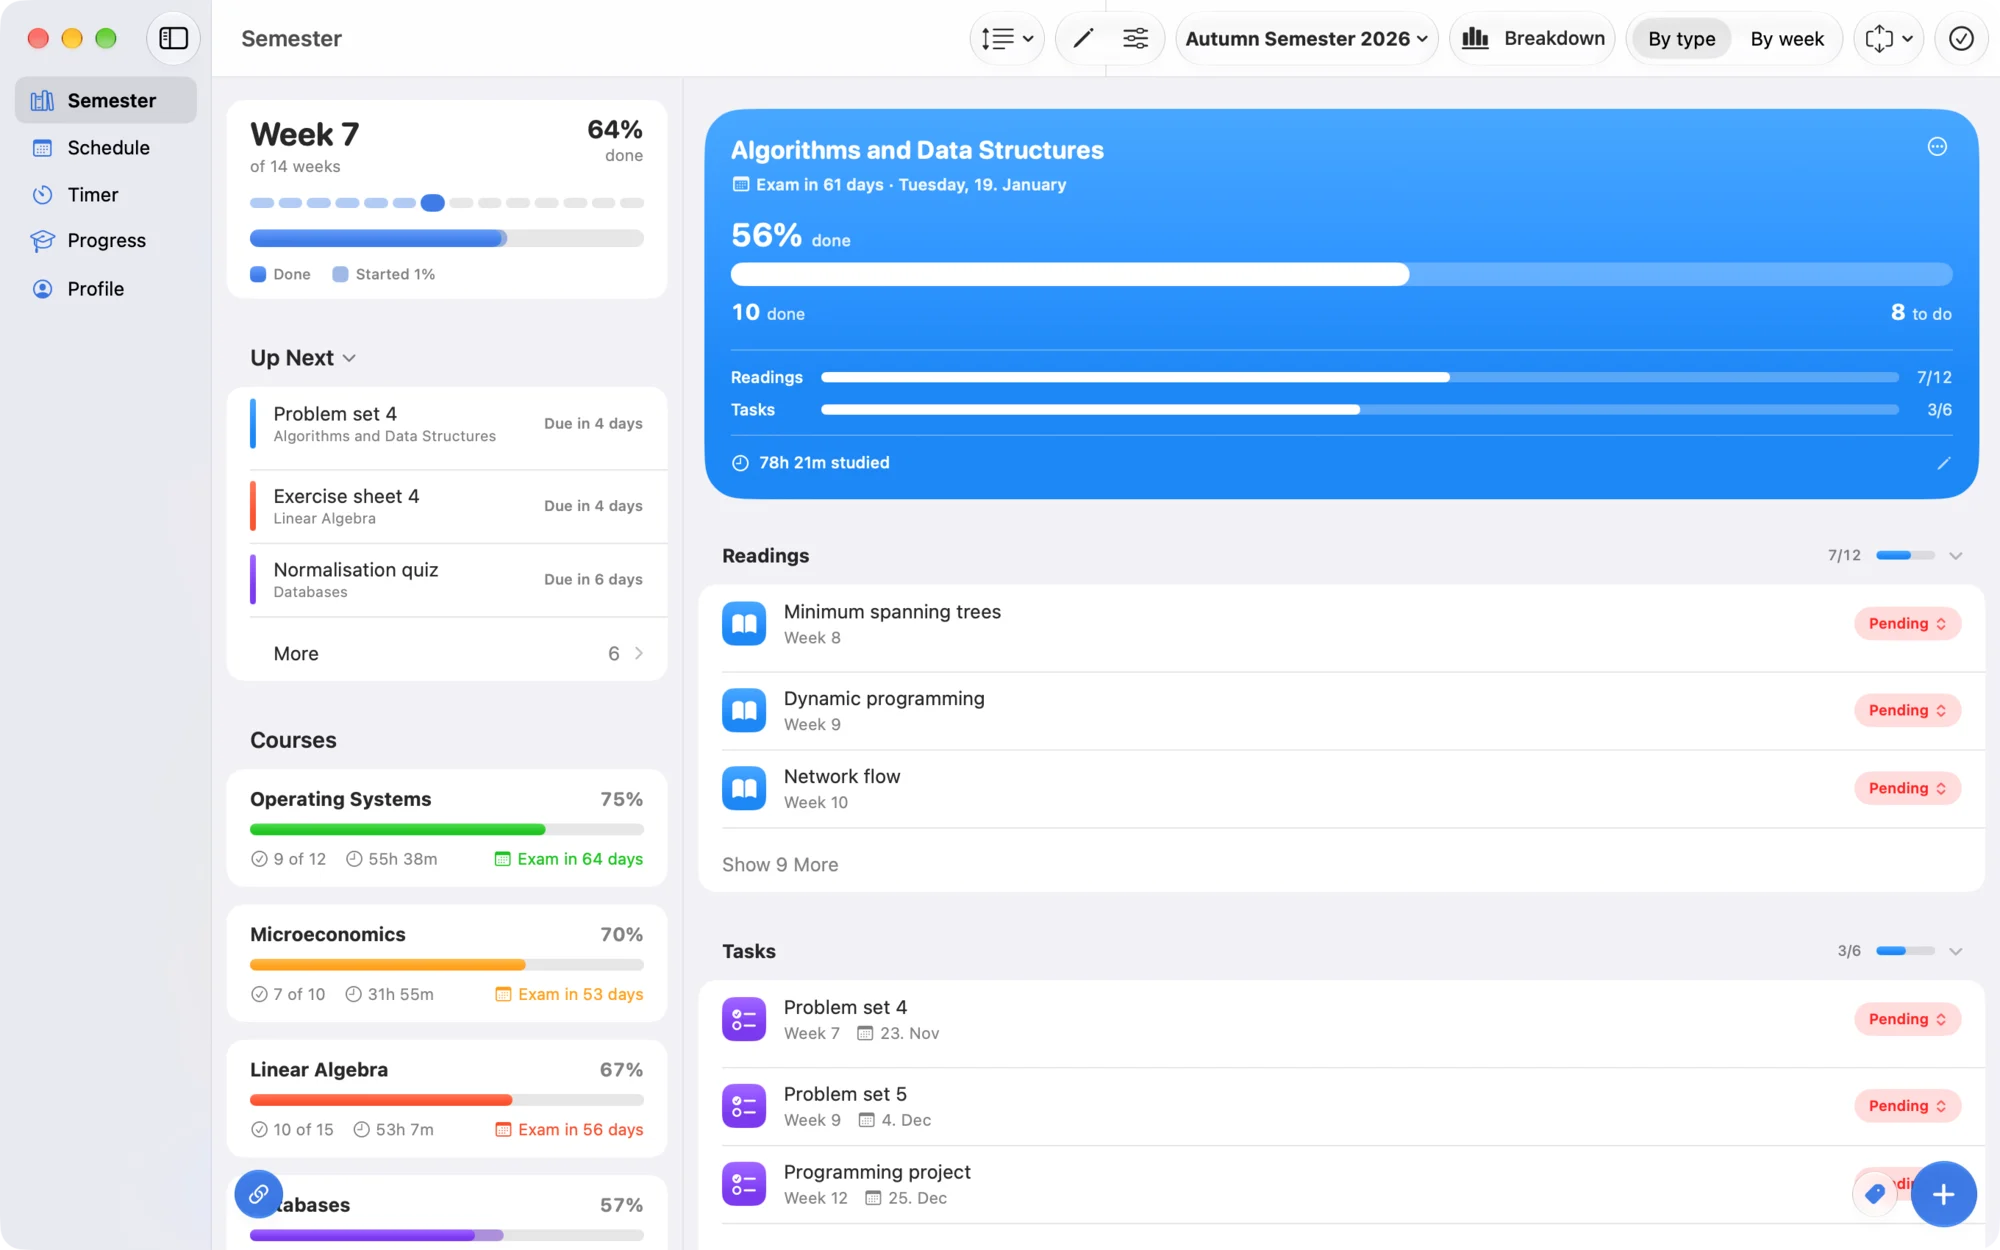 Semester
Schedule
Timer
Progress
Profile
Semester
Autumn Semester 2026
Breakdown
By type
By week
Week 7
64%
of 14 weeks
done
Done
Started 1%
Up Next
Problem set 4
Algorithms and Data Structures
Due in 4 days
Exercise sheet 4
Linear Algebra
Due in 4 days
Normalisation quiz
Databases
Due in 6 days
More
6
Courses
Operating Systems
75%
9 of 12
55h 38m
Exam in 64 days
Microeconomics
70%
7 of 10
31h 55m
Exam in 53 days
Linear Algebra
67%
10 of 15
53h 7m
Exam in 56 days
tabases
57%
Algorithms and Data Structures
Exam in 61 days · Tuesday, 19. January
56% done
10 done
8 to do
Readings
7/12
Tasks
3/6
78h 21m studied
Readings
7/12
Minimum spanning trees
Week 8
Pending
Dynamic programming
Week 9
Pending
Network flow
Week 10
Pending
Show 9 More
Tasks
3/6
Problem set 4
Week 7
23. Nov
Pending
Problem set 5
Week 9
4. Dec
Pending
Programming project
Week 12
25. Dec